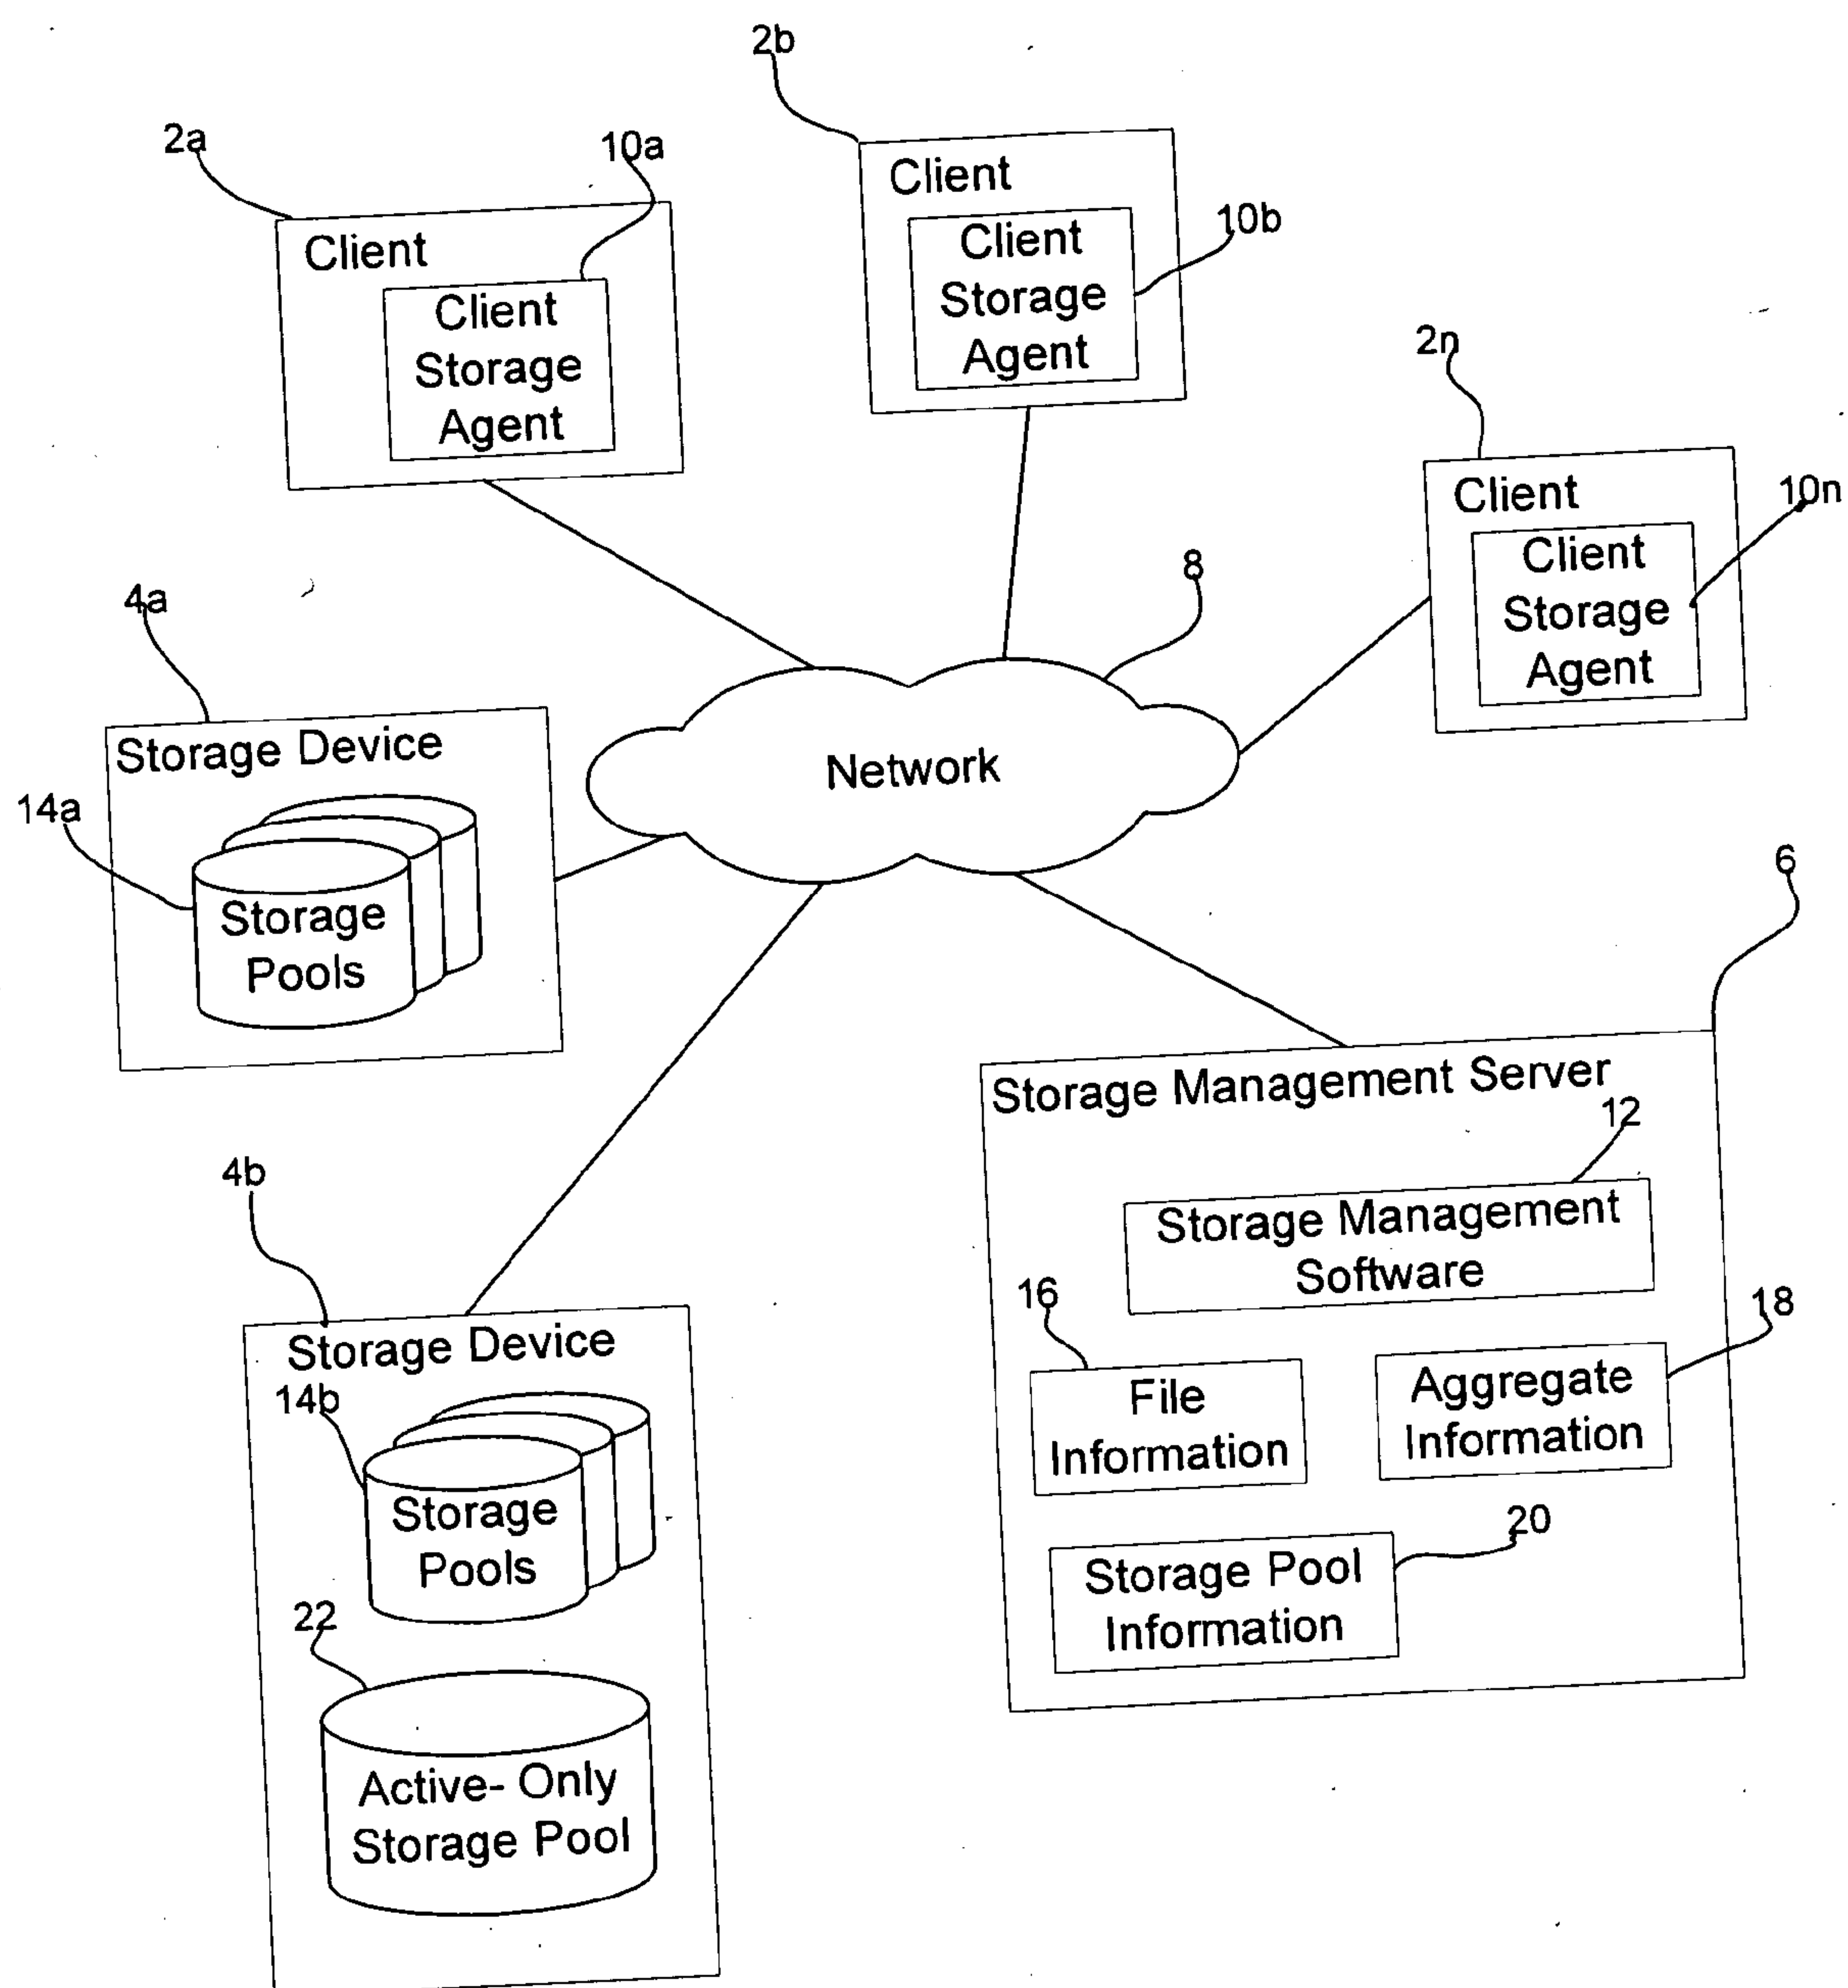 2b
2a
10a
Client
Client
Storage
Agent
Client
10b
Client
Storage
Agent
2n
Client
10n
Client
Storage
Agent
8
4a
Network
Storage Device
14a
Storage
Pools
6
Storage Management Server
12
Storage Management
Software
16
18
File
Information
Aggregate
Information
20
Storage Pool
Information
4b
Storage Device
14b
Storage
Pools
22
Active- Only
Storage Pool